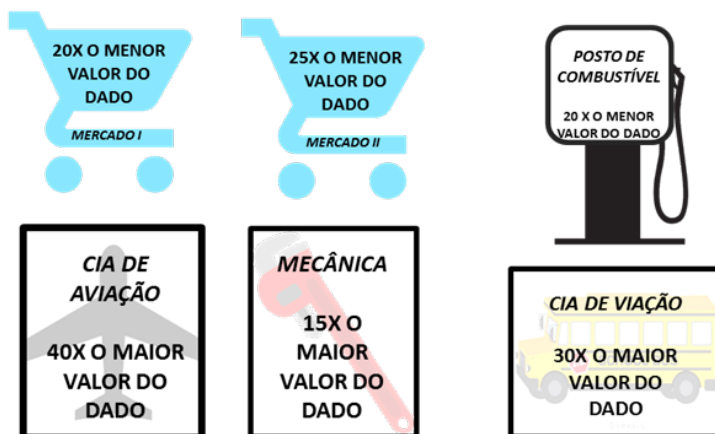 20X O MENOR
VALOR DO
DADO
MERCADO I
25X O MENOR
VALOR DO
DADO
MERCADO II
POSTO DE
COMBUSTÍVEL
20 X O MENOR
VALOR DO DADO
CIA DE
AVIAÇÃO
40X O MAIOR
VALOR DO
DADO
MECÂNICA
15X O
MAIOR
VALOR DO
DADO
CIA DE VIAÇÃO
30X O MAIOR
VALOR DO
DADO